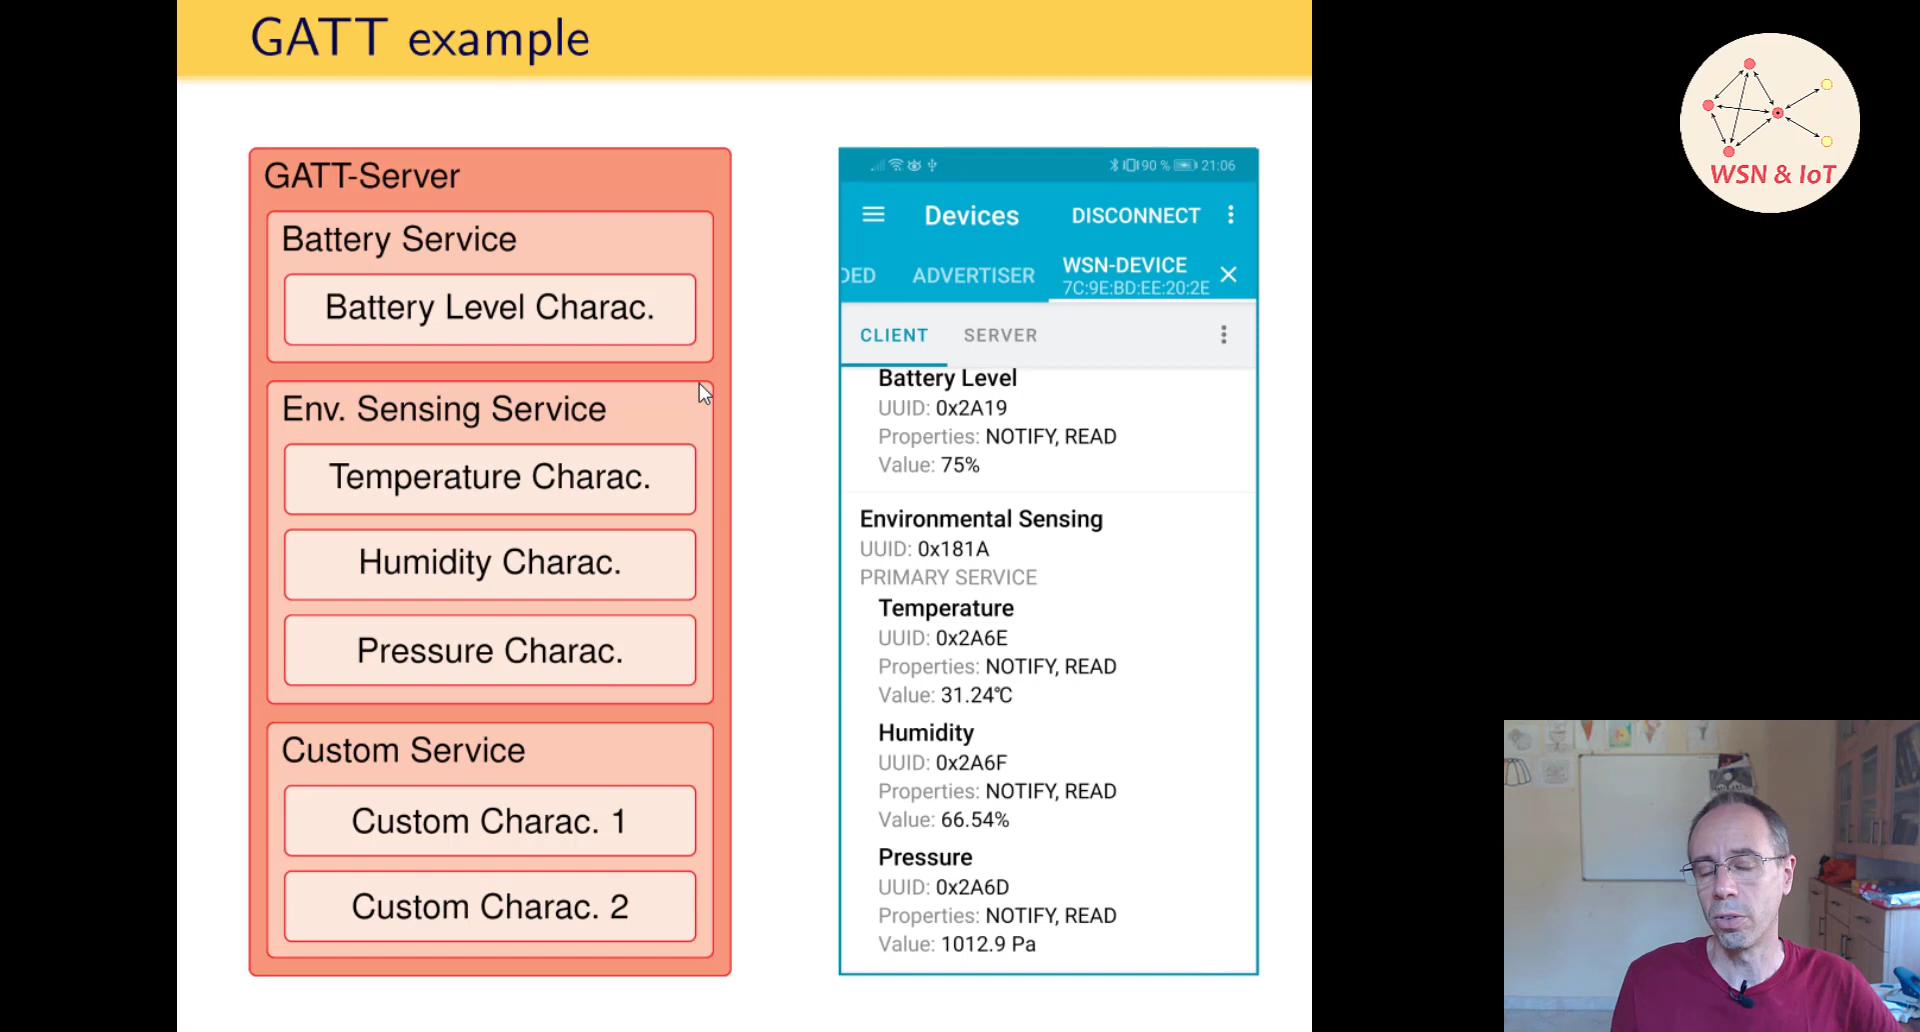 GATT example
GATT-Server
Battery Service
Battery Level Charac.
Env. Sensing Service
Temperature Charac.
Humidity Charac.
Pressure Charac.
Custom Service
Custom Charac. 1
Custom Charac. 2
90 % 21:06
Devices DISCONNECT
DED ADVERTISER WSN-DEVICE
7C:9E:BD:EE:20:2E
CLIENT SERVER
Battery Level
UUID: 0x2A19
Properties: NOTIFY, READ
Value: 75%
Environmental Sensing
UUID: 0x181A
PRIMARY SERVICE
Temperature
UUID: 0x2A6E
Properties: NOTIFY, READ
Value: 31.24°C
Humidity
UUID: 0x2A6F
Properties: NOTIFY, READ
Value: 66.54%
Pressure
UUID: 0x2A6D
Properties: NOTIFY, READ
Value: 1012.9 Pa
WSN & IoT